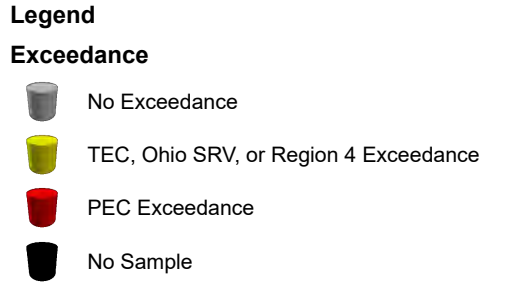 Legend
Exceedance
No Exceedance
TEC, Ohio SRV, or Region 4 Exceedance
PEC Exceedance
No Sample